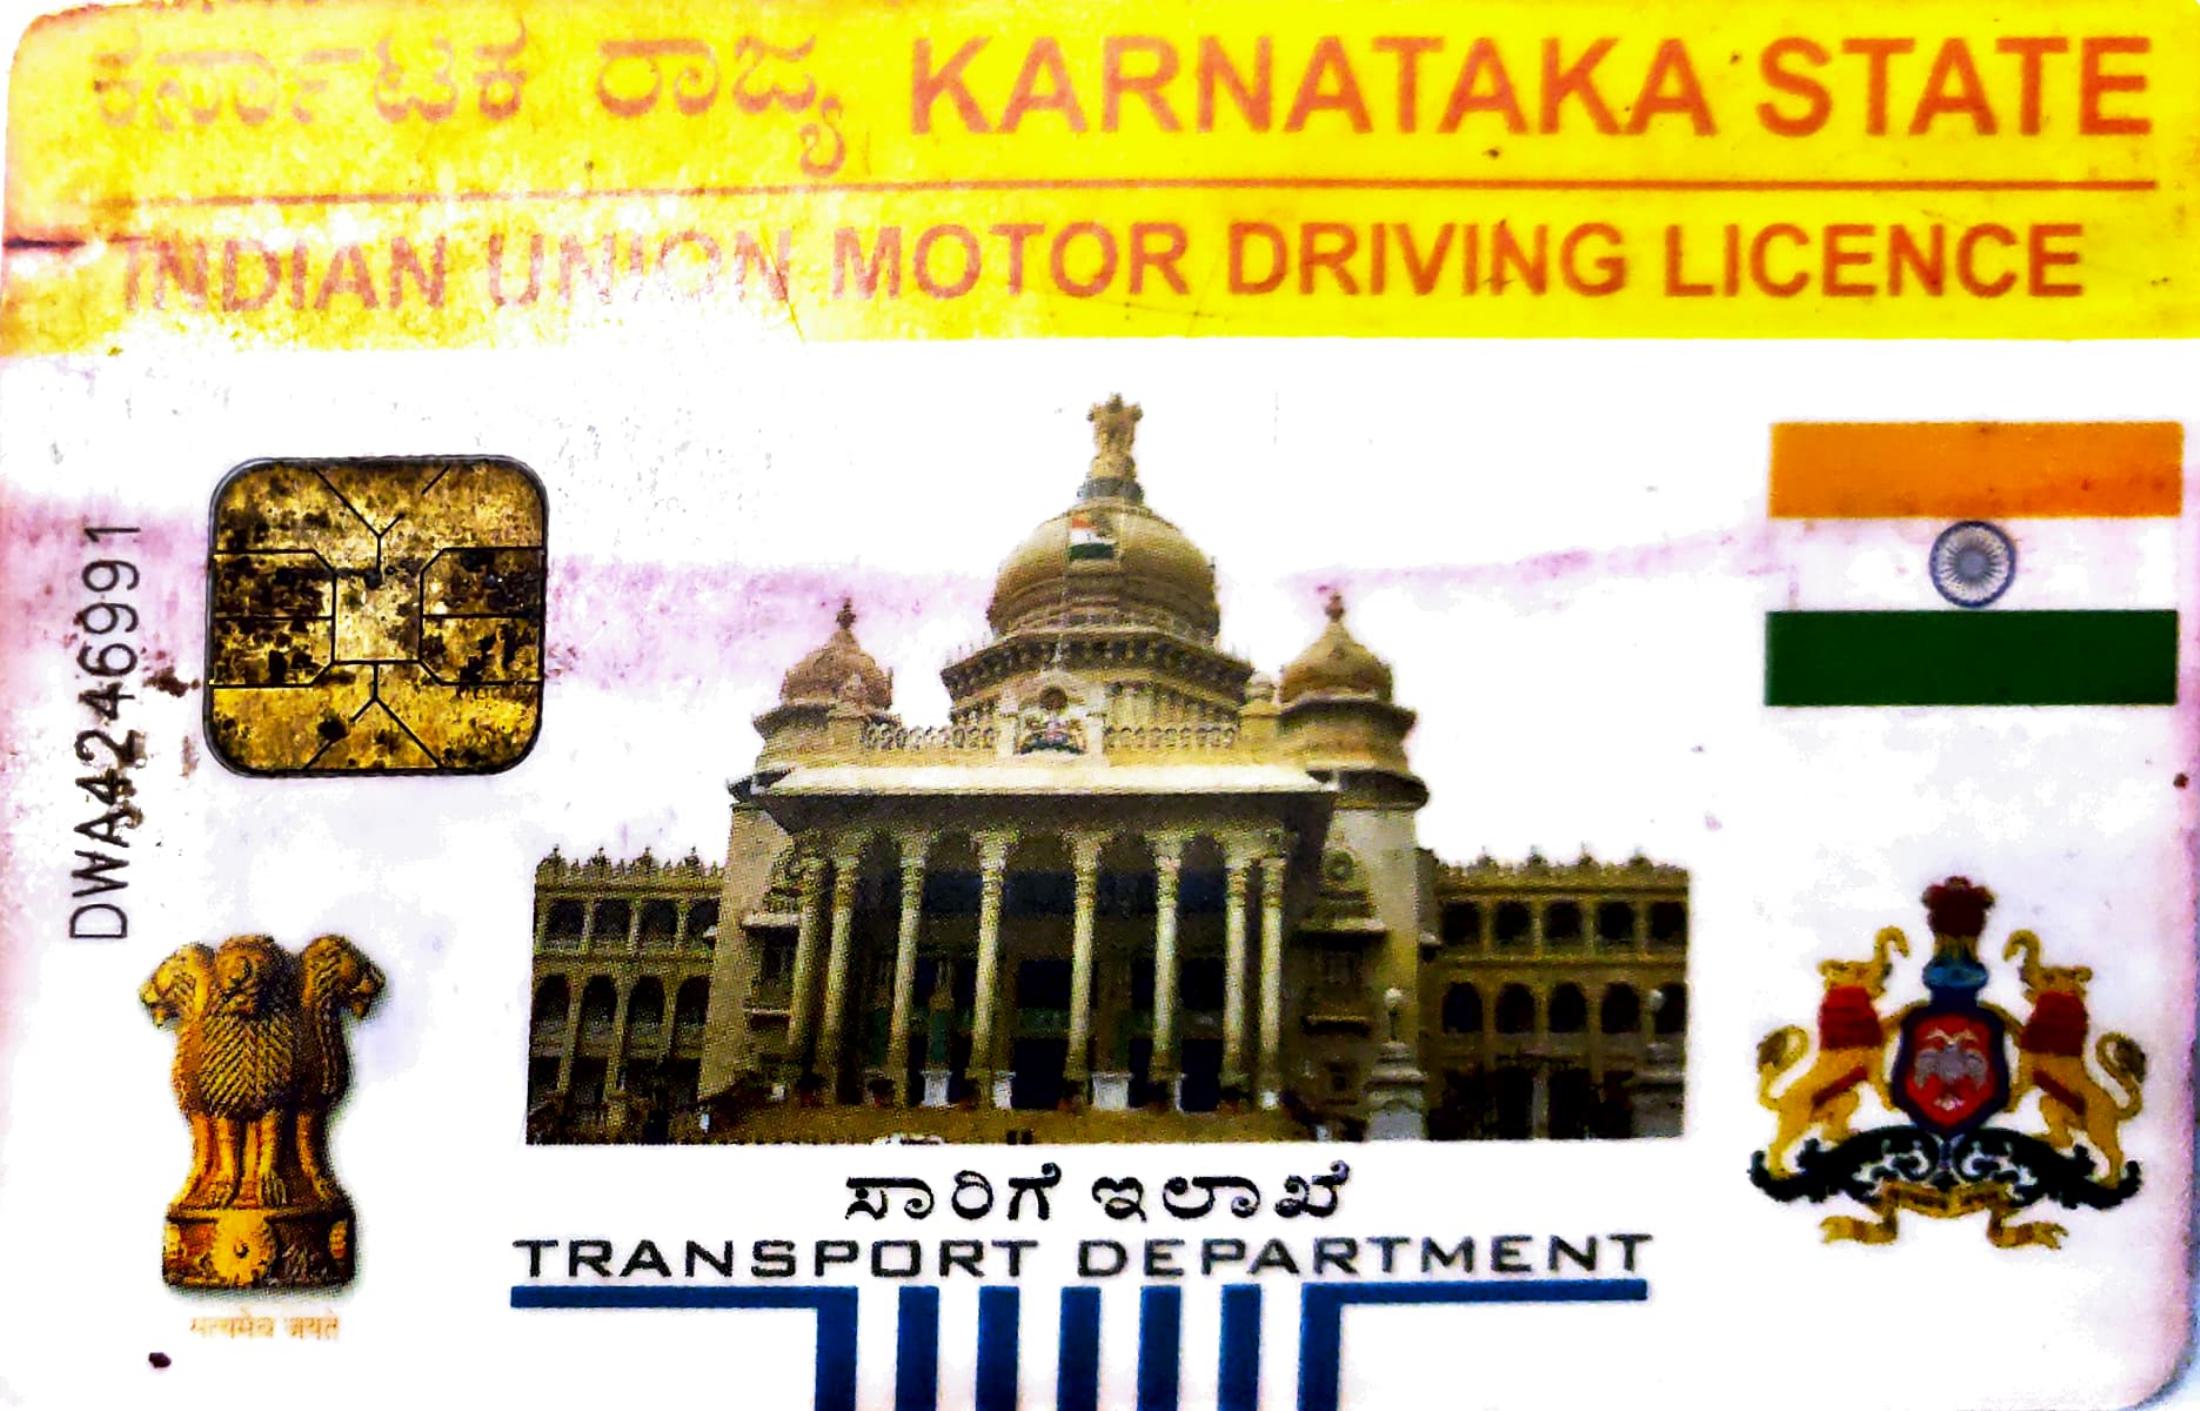 ಕರ್ನಾಟಕ ರಾಜ್ಯ KARNATAKA STATE
INDIAN UNION MOTOR DRIVING LICENCE
DWA4246991
सत्यमेव जयते
ಸಾರಿಗೆ ಇಲಾಖೆ
TRANSPORT DEPARTMENT